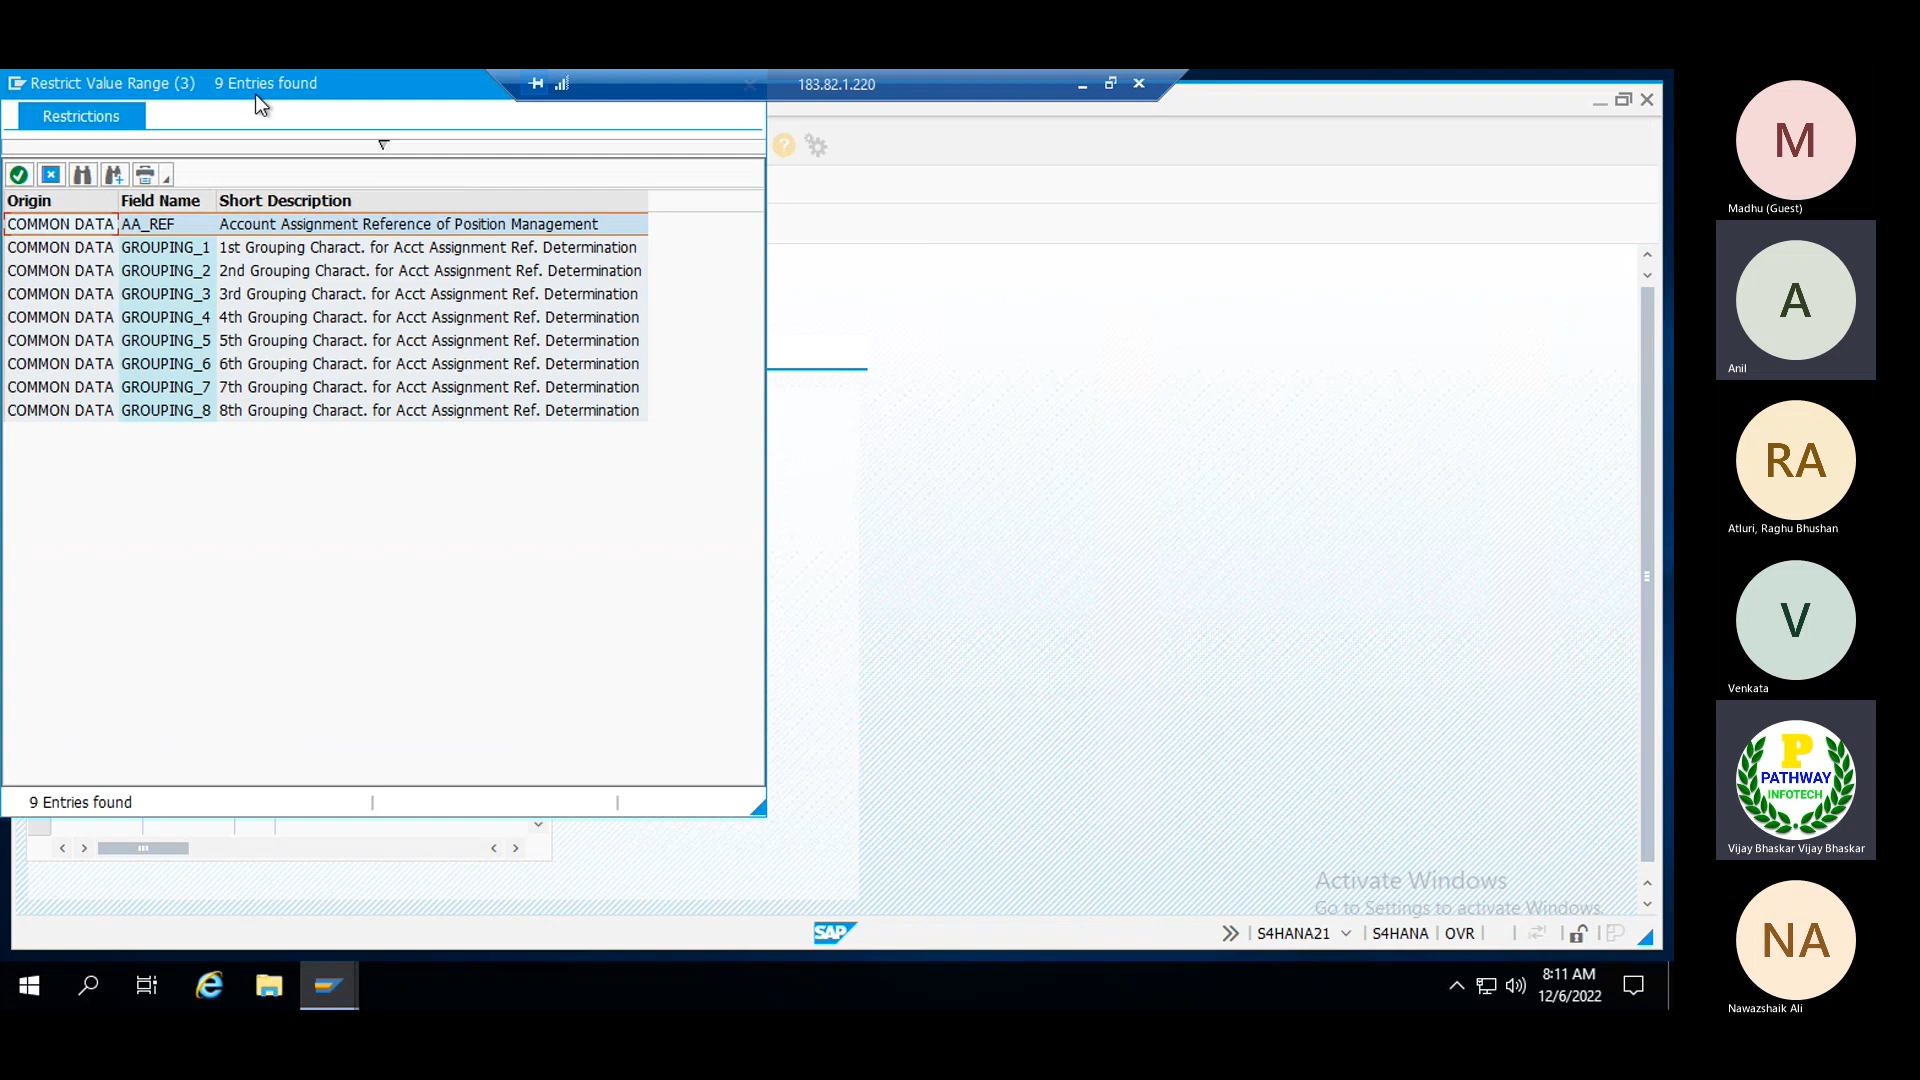 Restrict Value Range (3) 9 Entries found
183.82.1.220
Restrictions
Origin Field Name Short Description
COMMON DATA AA_REF Account Assignment Reference of Position Management
COMMON DATA GROUPING_1 1st Grouping Charact. for Acct Assignment Ref. Determination
COMMON DATA GROUPING_2 2nd Grouping Charact. for Acct Assignment Ref. Determination
COMMON DATA GROUPING_3 3rd Grouping Charact. for Acct Assignment Ref. Determination
COMMON DATA GROUPING_4 4th Grouping Charact. for Acct Assignment Ref. Determination
COMMON DATA GROUPING_5 5th Grouping Charact. for Acct Assignment Ref. Determination
COMMON DATA GROUPING_6 6th Grouping Charact. for Acct Assignment Ref. Determination
COMMON DATA GROUPING_7 7th Grouping Charact. for Acct Assignment Ref. Determination
COMMON DATA GROUPING_8 8th Grouping Charact. for Acct Assignment Ref. Determination
9 Entries found
Activate Windows
Go to Settings to activate Windows.
SAP
S4HANA21 S4HANA OVR
8:11 AM
12/6/2022
M
Madhu (Guest)
A
Anil
RA
Atluri, Raghu Bhushan
V
Venkata
P
PATHWAY
INFOTECH
Vijay Bhaskar Vijay Bhaskar
NA
Nawazshaik Ali